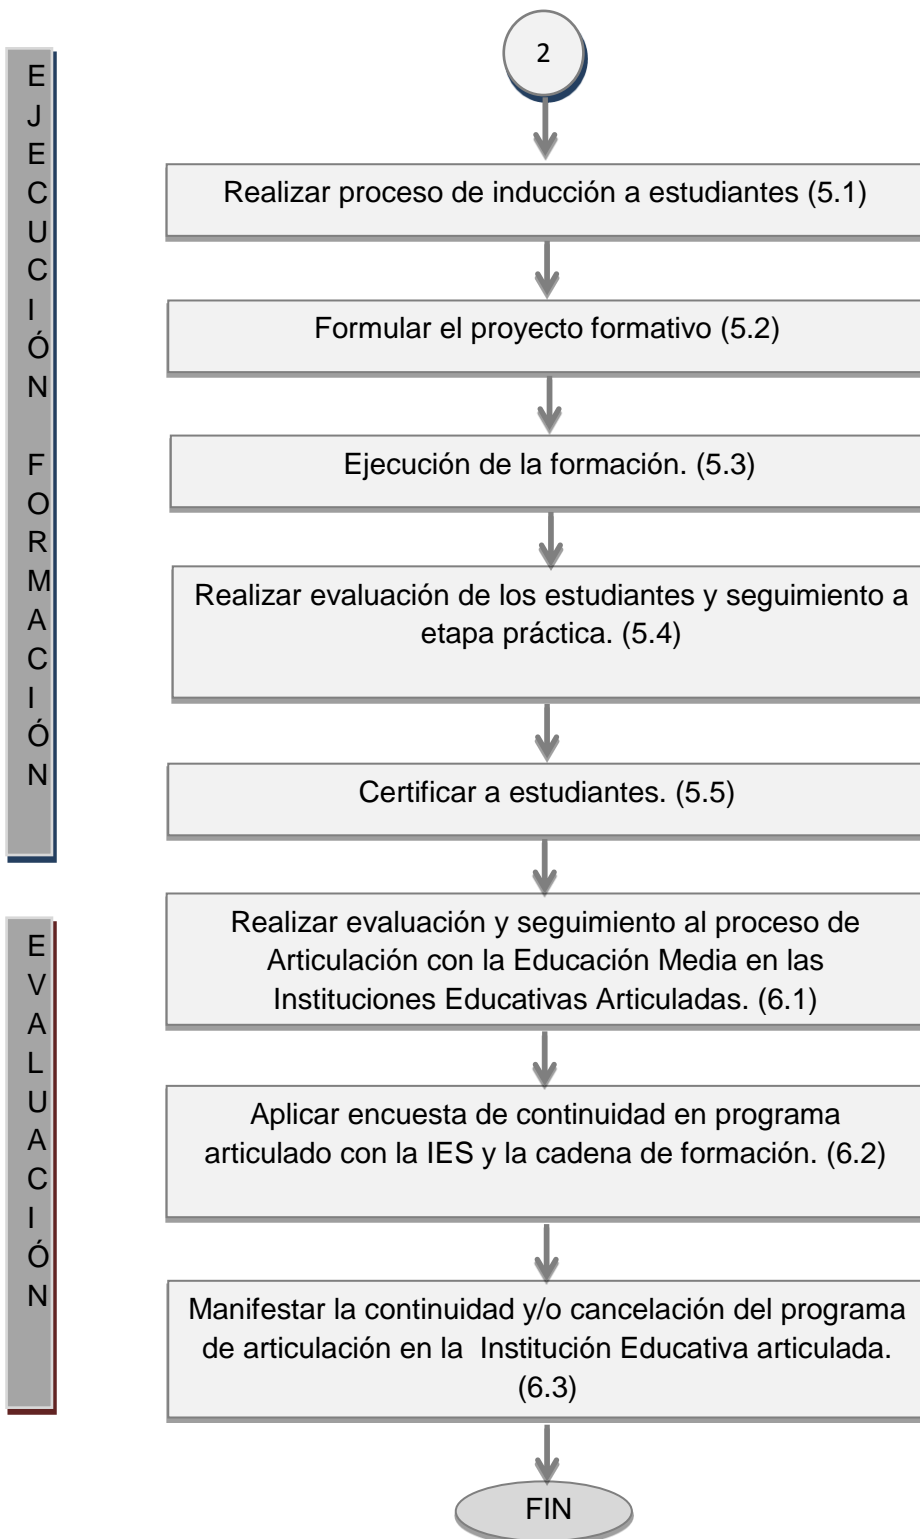 2
EJECUCIÓN FORMACIÓN
Realizar proceso de inducción a estudiantes (5.1)
Formular el proyecto formativo (5.2)
Ejecución de la formación. (5.3)
Realizar evaluación de los estudiantes y seguimiento a
etapa práctica. (5.4)
Certificar a estudiantes. (5.5)
EVALUACIÓN
Realizar evaluación y seguimiento al proceso de
Articulación con la Educación Media en las
Instituciones Educativas Articuladas. (6.1)
Aplicar encuesta de continuidad en programa
articulado con la IES y la cadena de formación. (6.2)
Manifestar la continuidad y/o cancelación del programa
de articulación en la  Institución Educativa articulada.
(6.3)
FIN